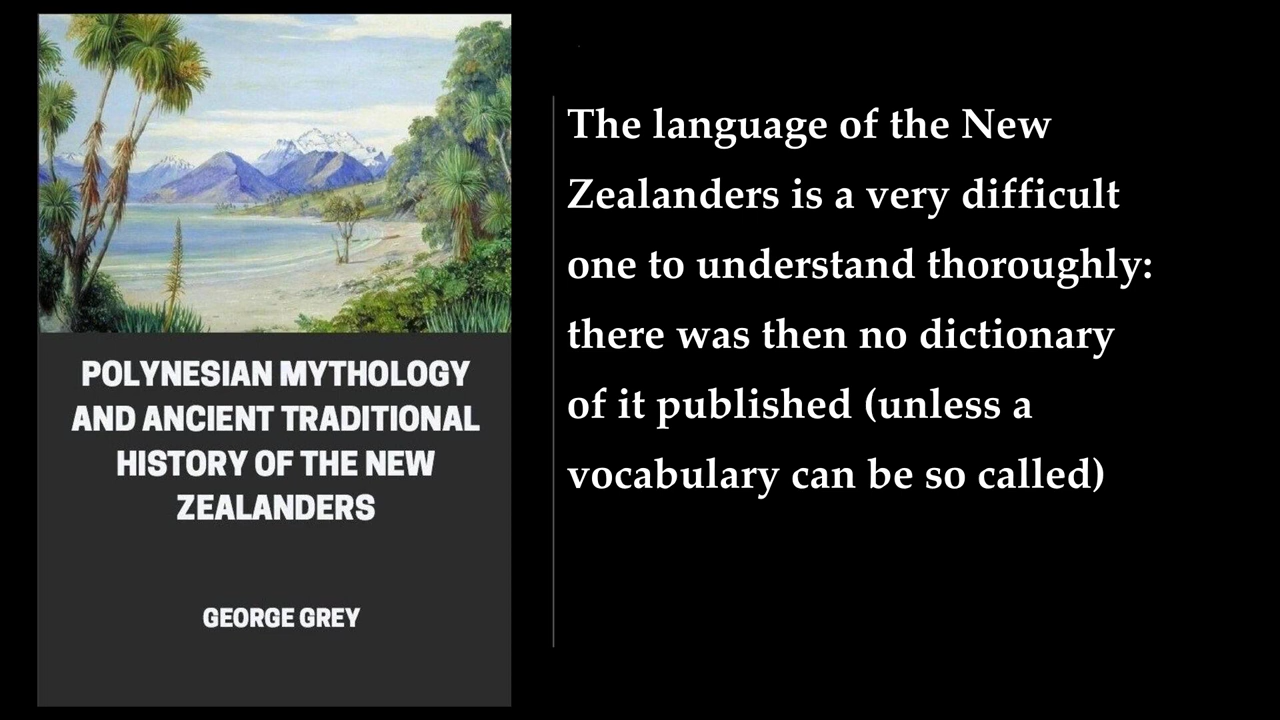 POLYNESIAN MYTHOLOGY
AND ANCIENT TRADITIONAL
HISTORY OF THE NEW
ZEALANDERS
GEORGE GREY
The language of the New
Zealanders is a very difficult
one to understand thoroughly:
there was then no dictionary
of it published (unless a
vocabulary can be so called)